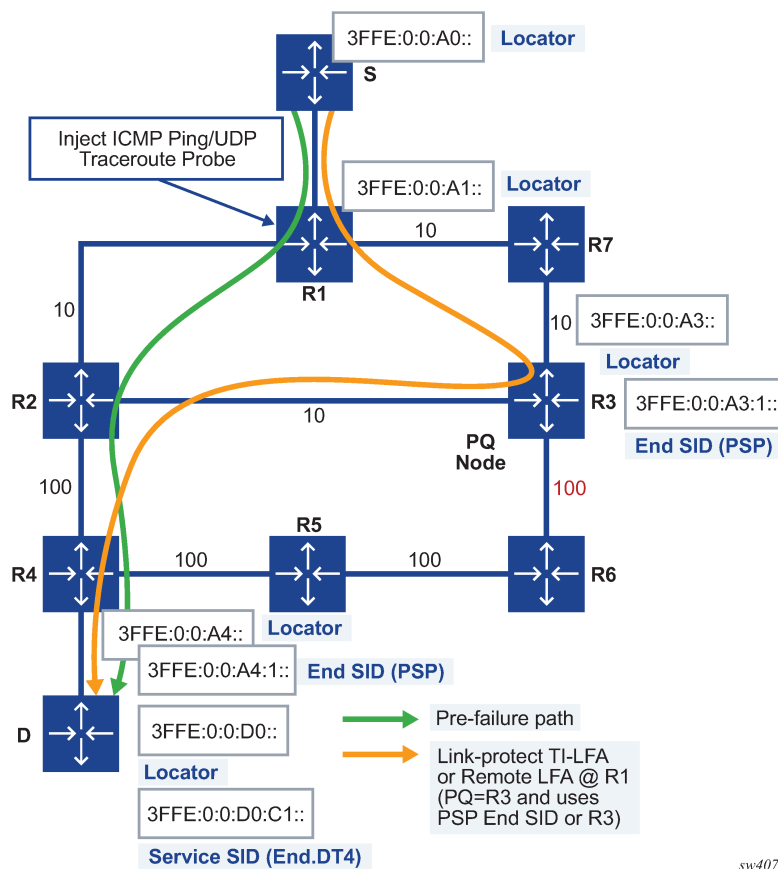 3FFE:0:0:A0::
Locator
S
Inject ICMP Ping/UDP
Traceroute Probe
3FFE:0:0:A1::
Locator
10
R7
R1
10
10
3FFE:0:0:A3::
Locator
R2
R3
3FFE:0:0:A3:1::
10
PQ
Node
End SID (PSP)
100
100
R5
R4
100
100
R6
3FFE:0:0:A4::
Locator
3FFE:0:0:A4:1::
End SID (PSP)
D
3FFE:0:0:D0::
Locator
3FFE:0:0:D0:C1::
Service SID (End.DT4)
Pre-failure path
Link-protect TI-LFA
or Remote LFA @ R1
(PQ=R3 and uses
PSP End SID or R3)
sw407